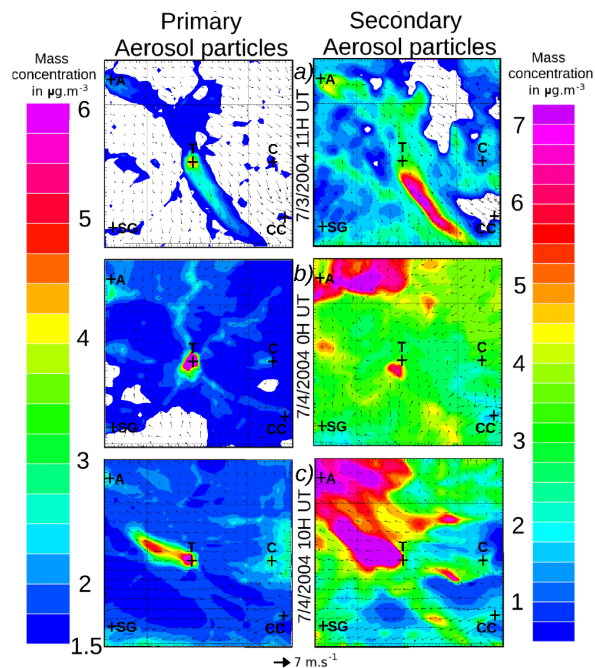 Primary
Aerosol particles
Secondary
Aerosol particles
Mass
concentration
in µg.m⁻³
Mass
concentration
in µg.m⁻³
6
5
4
3
2
1.5
7
6
5
4
3
2
1
a)
7/3/2004 11H UT
A
T
C
SG
CC
A
T
C
SG
CC
b)
7/4/2004 0H UT
A
T
C
SG
CC
A
T
C
SG
CC
c)
7/4/2004 10H UT
A
T
C
SG
CC
A
T
C
SG
CC
7 m.s⁻¹